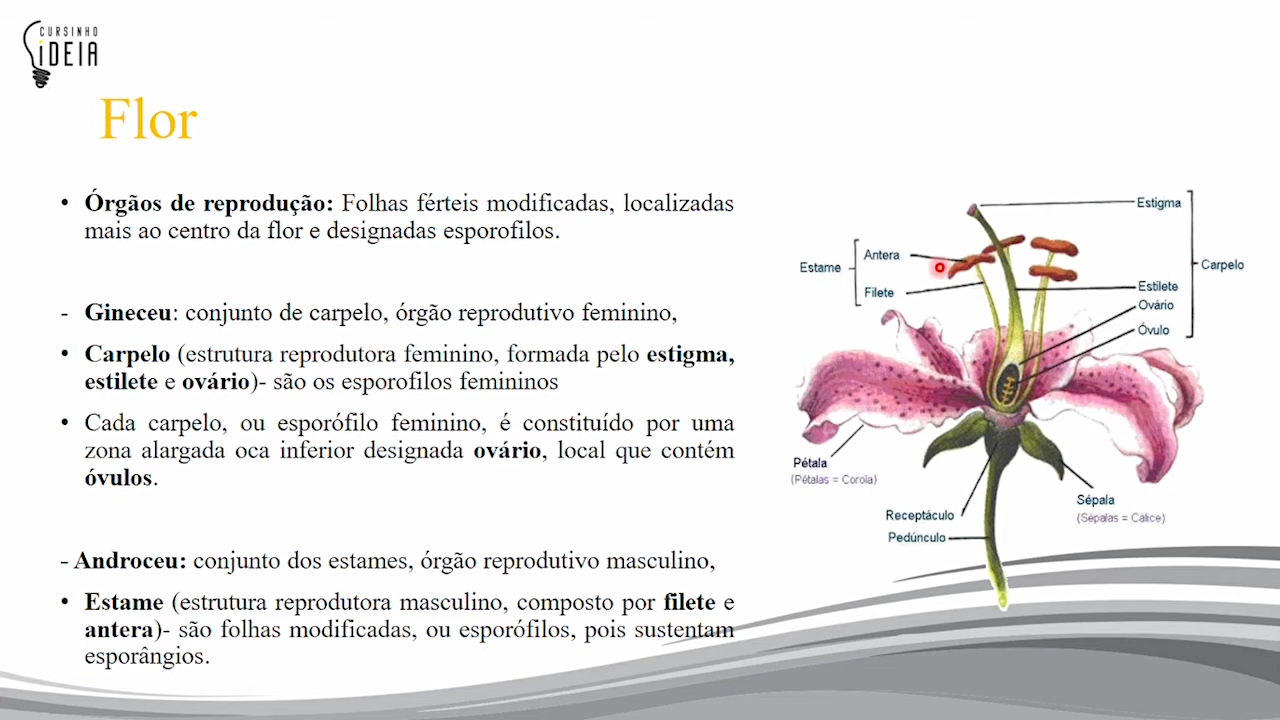 CURSINHO
iDEIA
Flor
• Órgãos de reprodução: Folhas férteis modificadas, localizadas
mais ao centro da flor e designadas esporofilos.
- Gineceu: conjunto de carpelo, órgão reprodutivo feminino,
• Carpelo (estrutura reprodutora feminino, formada pelo estigma,
estilete e ovário)- são os esporofilos femininos
• Cada carpelo, ou esporófilo feminino, é constituído por uma
zona alargada oca inferior designada ovário, local que contém
óvulos.
- Androceu: conjunto dos estames, órgão reprodutivo masculino,
• Estame (estrutura reprodutora masculino, composto por filete e
antera)- são folhas modificadas, ou esporófilos, pois sustentam
esporângios.
Estigma
Antera
Estame
Carpelo
Filete
Estilete
Ovário
Óvulo
Pétala
(Pétalas = Corola)
Sépala
(Sépalas = Cálice)
Receptáculo
Pedúnculo